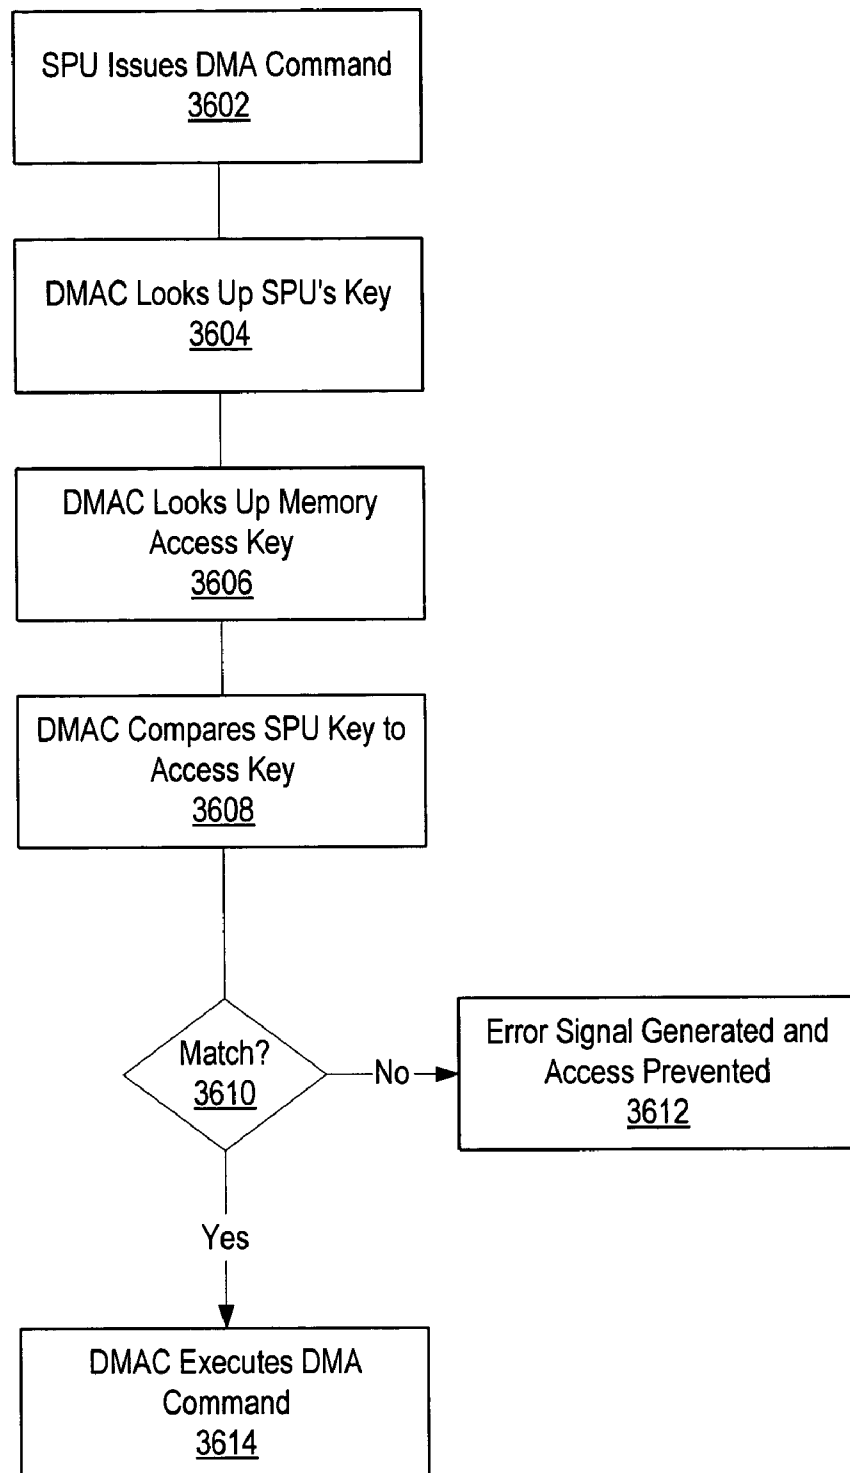 SPU Issues DMA Command
3602
DMAC Looks Up SPU's Key
3604
DMAC Looks Up Memory
Access Key
3606
DMAC Compares SPU Key to
Access Key
3608
Match?
3610
No
Error Signal Generated and
Access Prevented
3612
Yes
DMAC Executes DMA
Command
3614